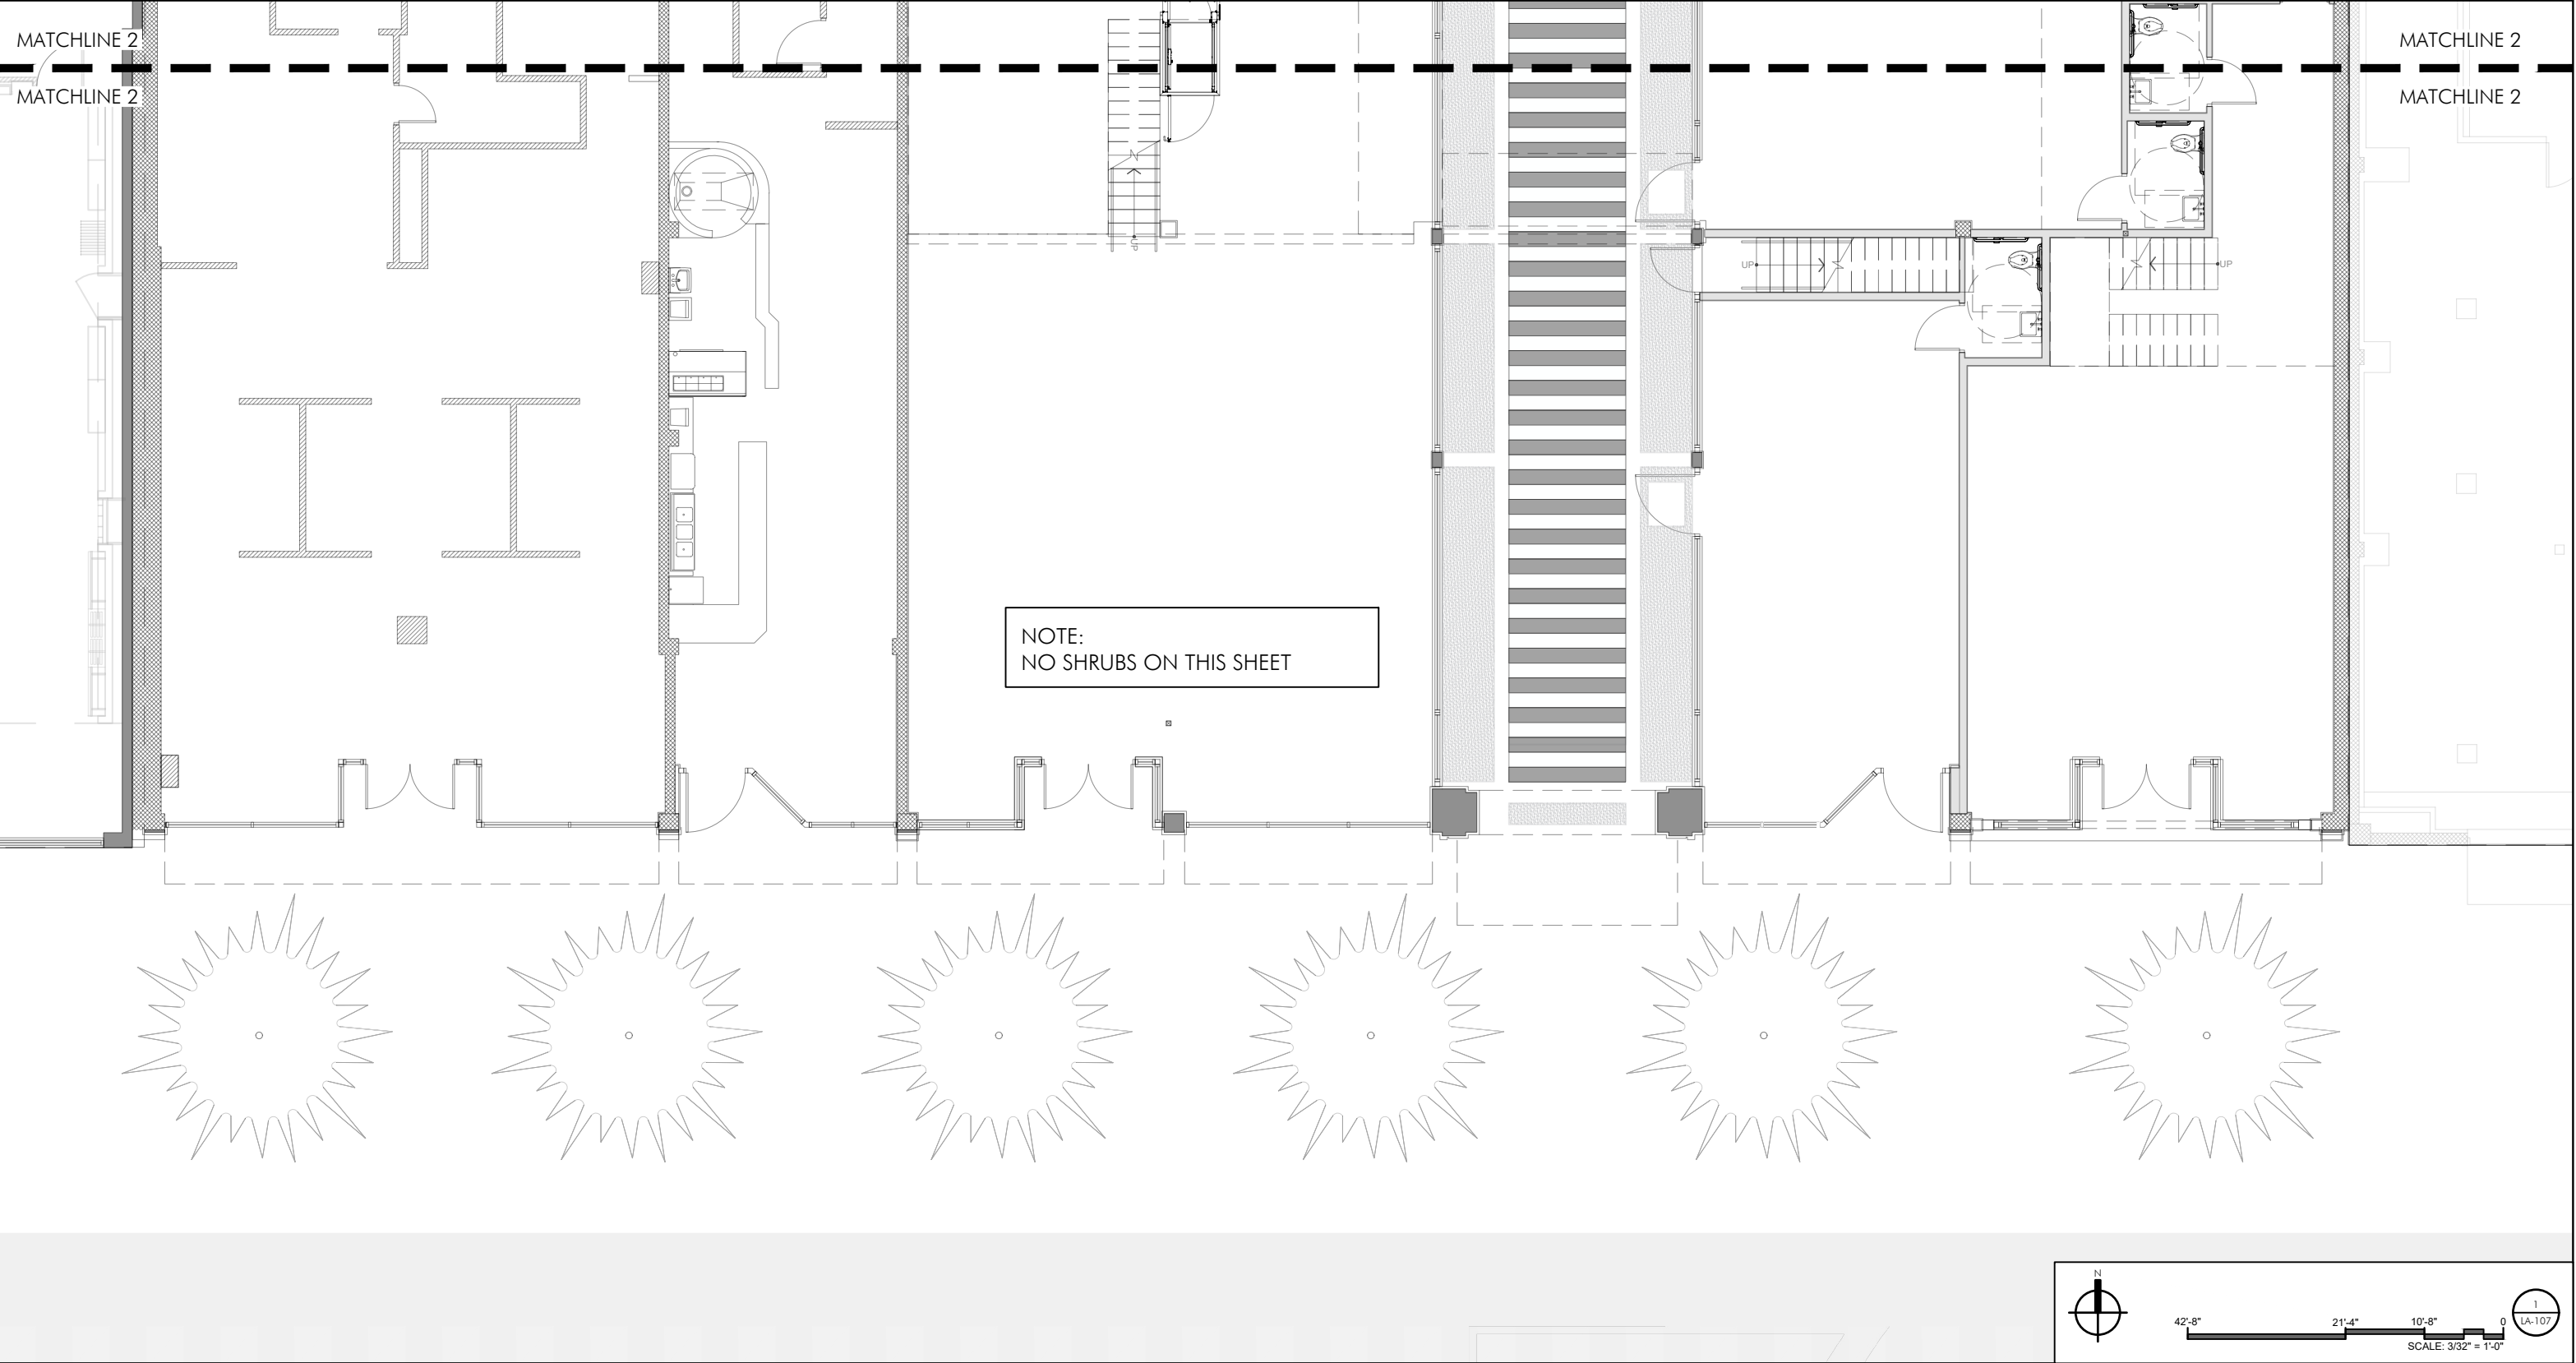 MATCHLINE 2
MATCHLINE 2
MATCHLINE 2
MATCHLINE 2
UP
UP
UP
NOTE:
NO SHRUBS ON THIS SHEET
N
42'-8"
21'-4"
10'-8"
0
SCALE: 3/32" = 1'-0"
1
LA-107